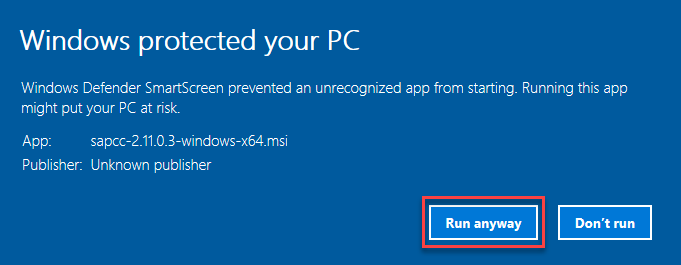 Windows protected your PC
Windows Defender SmartScreen prevented an unrecognized app from starting. Running this app
might put your PC at risk.
App: sapcc-2.11.0.3-windows-x64.msi
Publisher: Unknown publisher
Run anyway Don't run